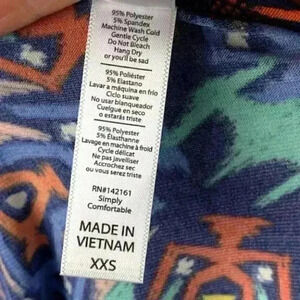 95% Polyester
5% Spandex
Machine Wash Cold
Gentle Cycle
Do Not Bleach
Hang Dry
or you'll be sad
95% Poliéster
5% Elastano
Lavar a máquina en frío
Ciclo suave
No usar blanqueador
Secar en tendedero
o estarás triste
95% Polyester
5% Élasthanne
Lavage en machine à froid
Cycle délicat
Ne pas javelliser
Accrochez sec
ou vous serez triste
RN#142161
Simply
Comfortable
MADE IN
VIETNAM
XXS